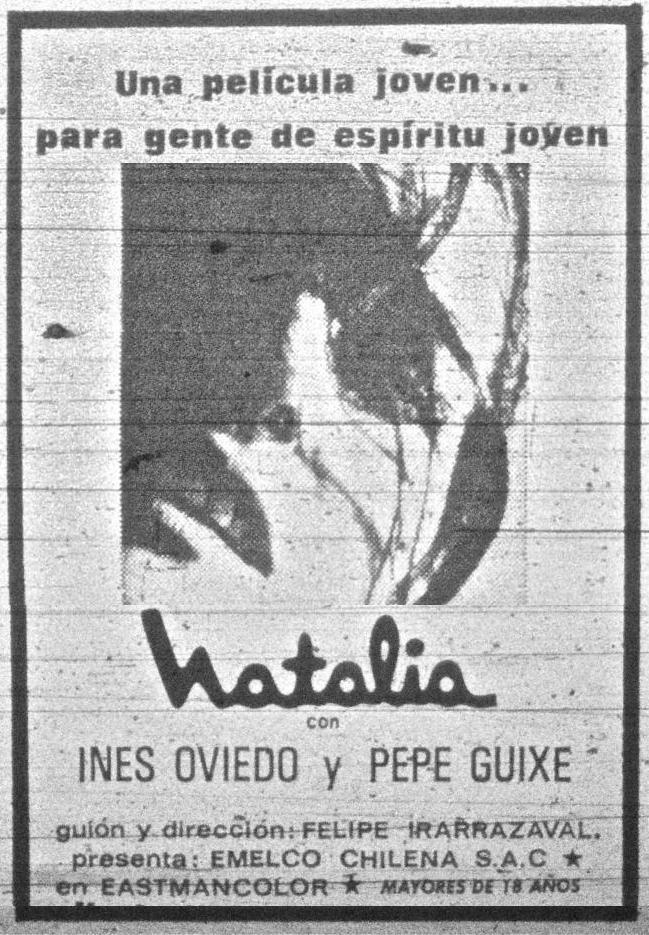 Una película joven...
para gente de espíritu joven
Natalia
con
INES OVIEDO y PEPE GUIXE
guión y dirección: FELIPE IRARRAZAVAL.
presenta: EMELCO CHILENA S.A.C ★
en EASTMANCOLOR ★ MAYORES DE 18 AÑOS